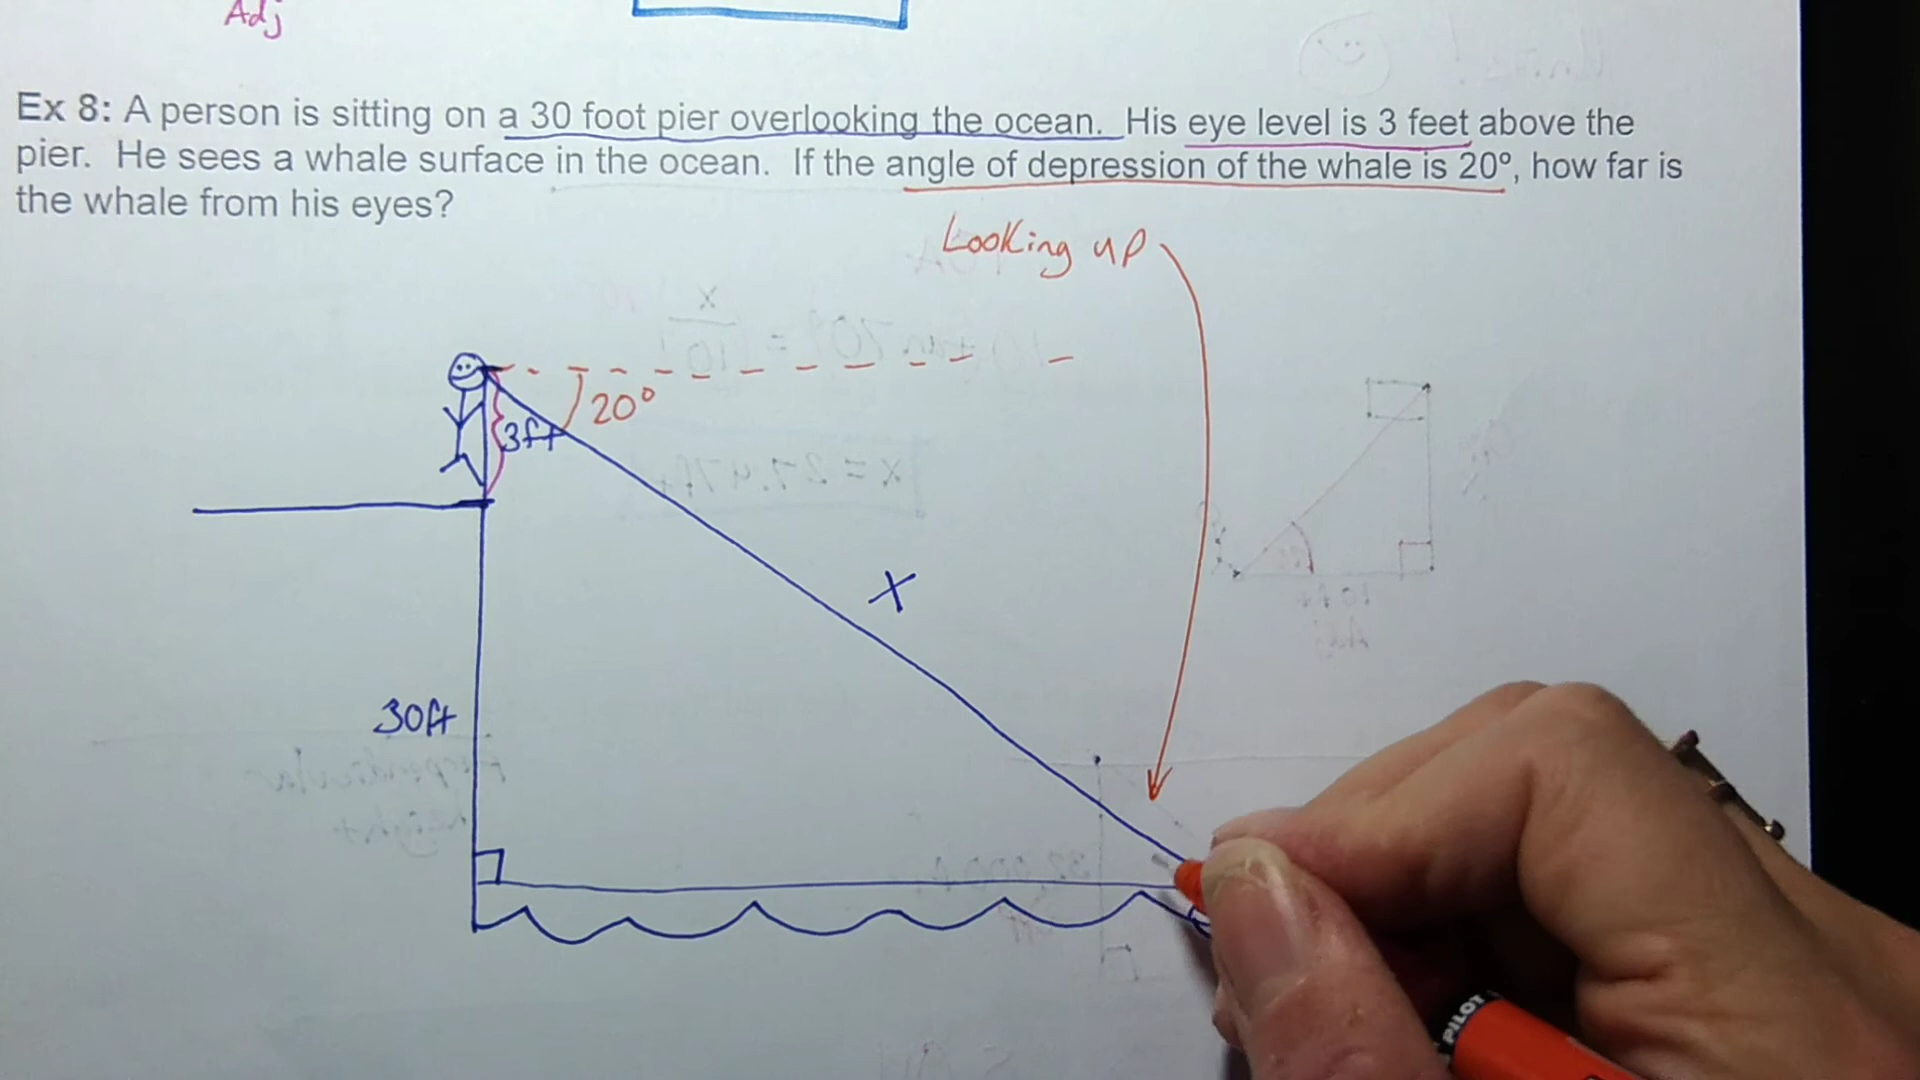 Adj
Ex 8: A person is sitting on a 30 foot pier overlooking the ocean. His eye level is 3 feet above the
pier. He sees a whale surface in the ocean. If the angle of depression of the whale is 20º, how far is
the whale from his eyes?
Looking up
20°
3ft
X
30ft
PILOT